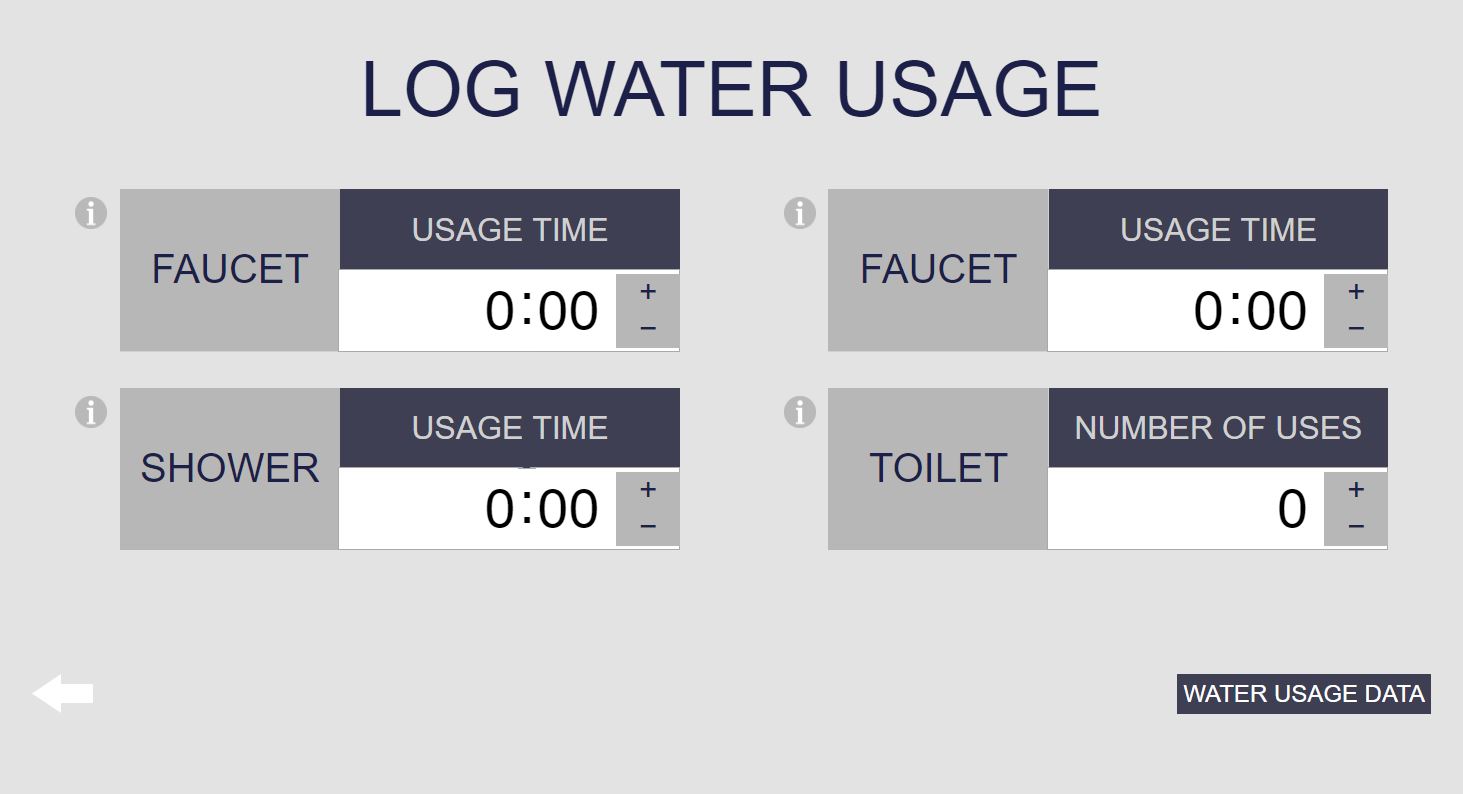 LOG WATER USAGE
i
FAUCET
USAGE TIME
0:00
+
−
i
FAUCET
USAGE TIME
0:00
+
−
i
SHOWER
USAGE TIME
0:00
+
−
i
TOILET
NUMBER OF USES
0
+
−
WATER USAGE DATA